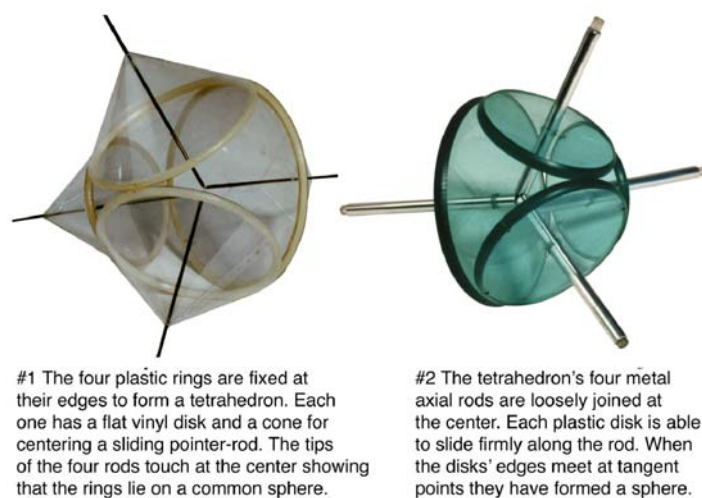 #1 The four plastic rings are fixed at
their edges to form a tetrahedron. Each
one has a flat vinyl disk and a cone for
centering a sliding pointer-rod. The tips
of the four rods touch at the center showing
that the rings lie on a common sphere.
#2 The tetrahedron's four metal
axial rods are loosely joined at
the center. Each plastic disk is able
to slide firmly along the rod. When
the disks' edges meet at tangent
points they have formed a sphere.